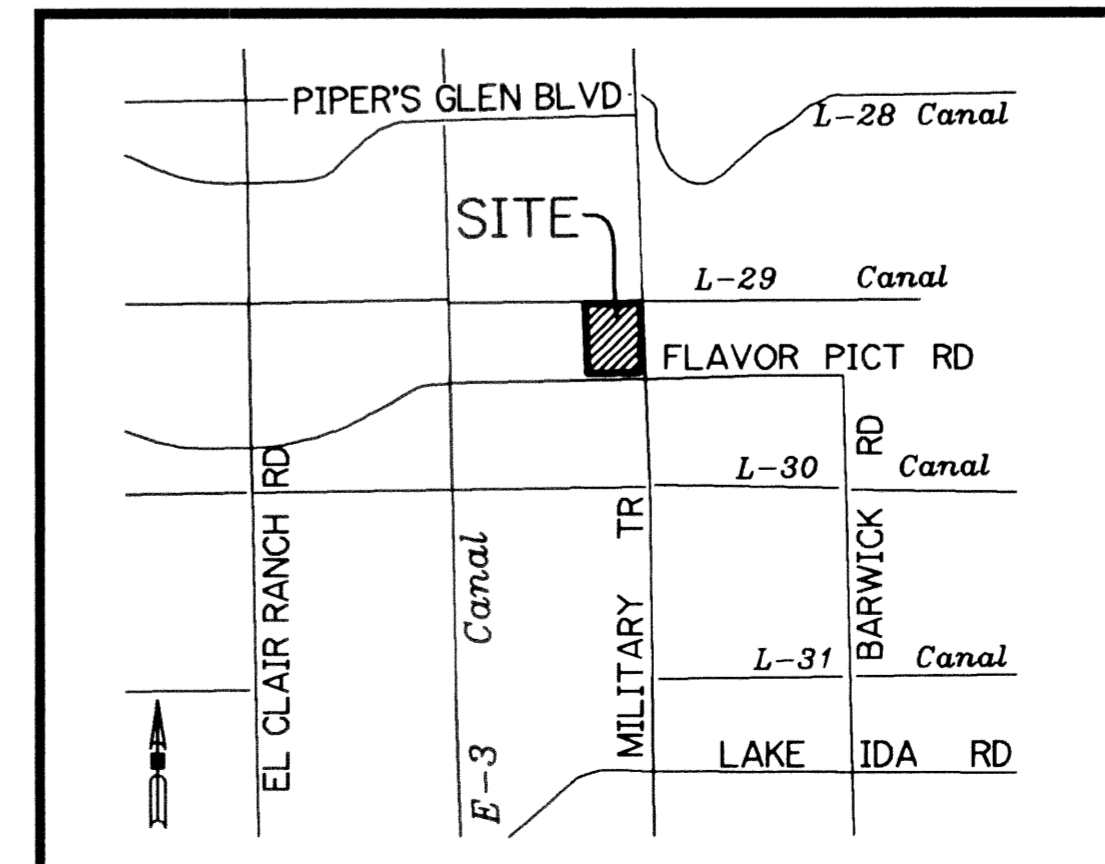 PIPER'S GLEN BLVD
L-28 Canal
SITE
L-29 Canal
FLAVOR PICT RD
L-30 Canal
L-31 Canal
LAKE IDA RD
EL CLAIR RANCH RD
E-3 Canal
MILITARY TR
BARWICK RD